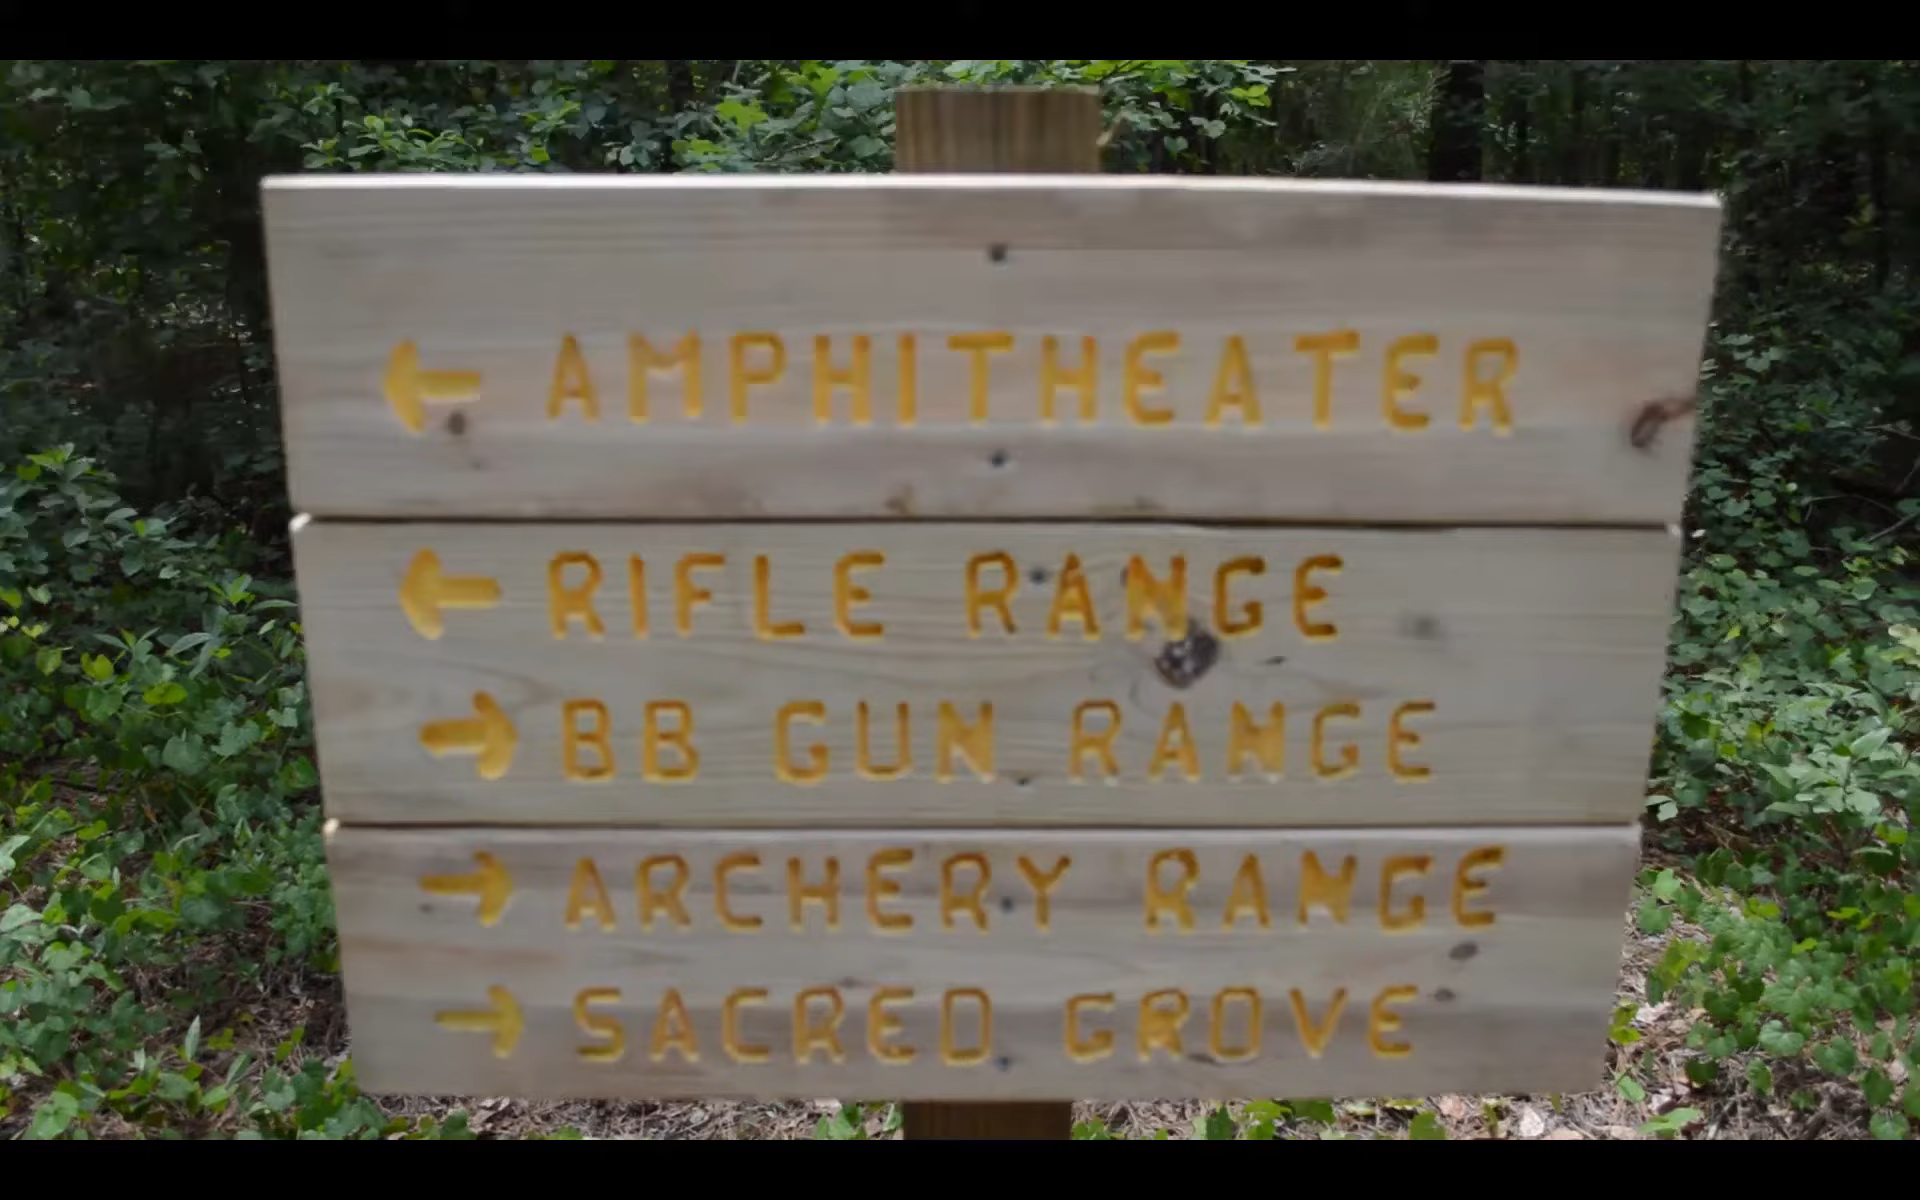 ← AMPHITHEATER
← RIFLE RANGE
→ BB GUN RANGE
→ ARCHERY RANGE
→ SACRED GROVE